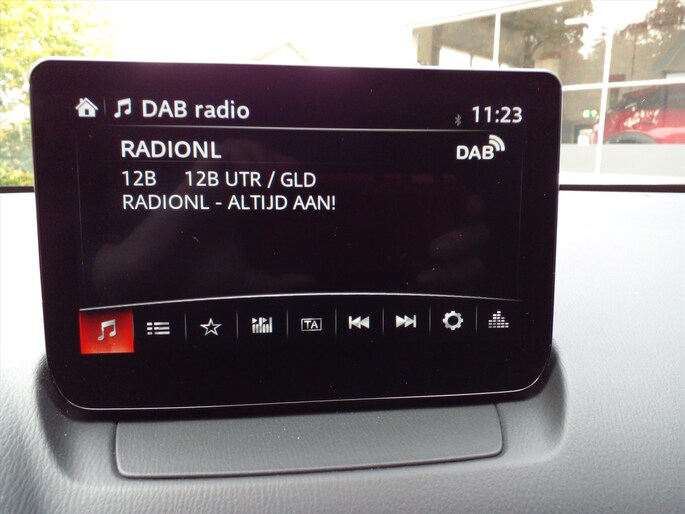 DAB radio
11:23
RADIONL
DAB
12B 12B UTR / GLD
RADIONL - ALTIJD AAN!
TA